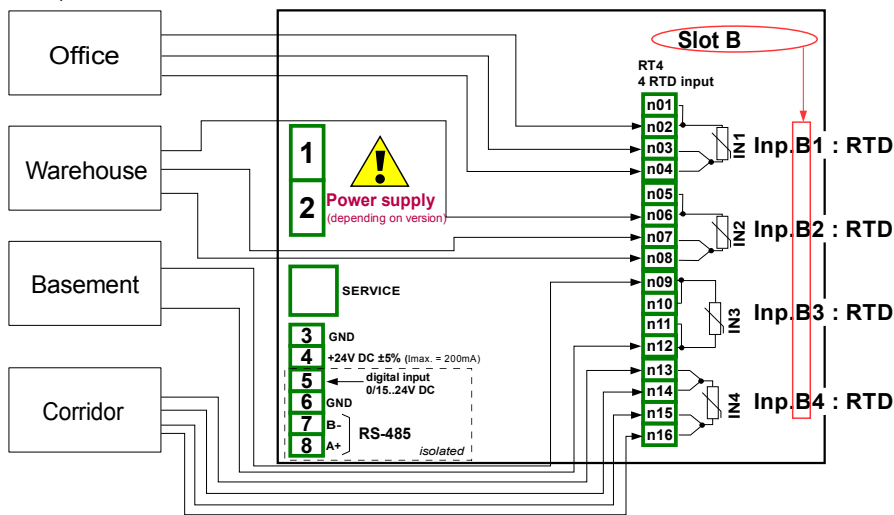 Office
Warehouse
Basement
Corridor
1
2
Power supply
(depending on version)
SERVICE
3 GND
4 +24V DC ±5% (Imax. = 200mA)
5 digital input
0/15..24V DC
6 GND
7 B-
RS-485
8 A+
isolated
Slot B
RT4
4 RTD input
n01
n02
n03
n04
n05
n06
n07
n08
n09
n10
n11
n12
n13
n14
n15
n16
IN1
Inp.B1 : RTD
IN2
Inp.B2 : RTD
IN3
Inp.B3 : RTD
IN4
Inp.B4 : RTD